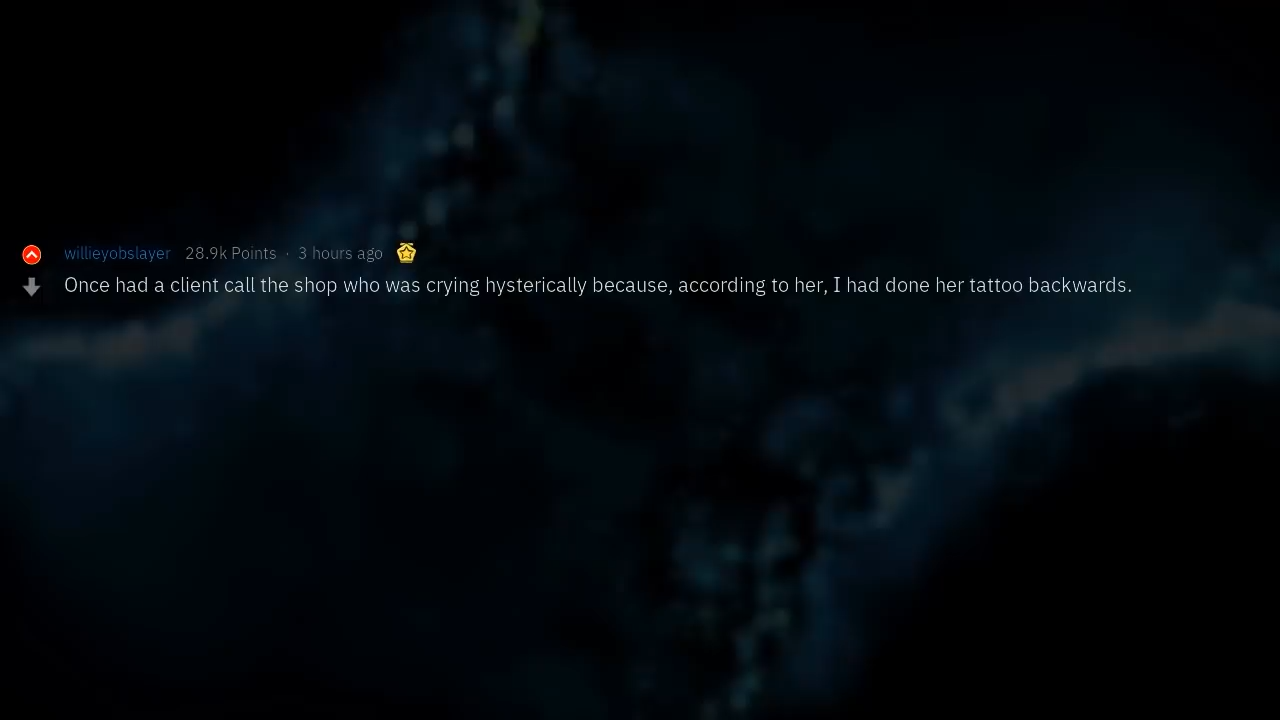 willieyobslayer 28.9k Points · 3 hours ago
Once had a client call the shop who was crying hysterically because, according to her, I had done her tattoo backwards.